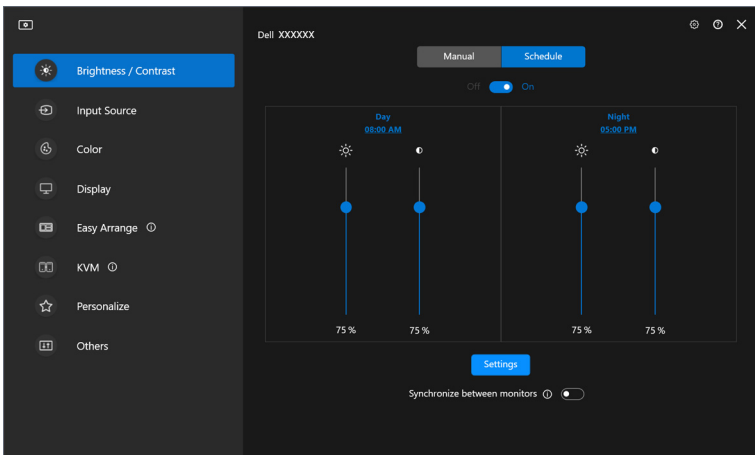 Dell XXXXXX
Brightness / Contrast
Input Source
Color
Display
Easy Arrange
KVM
Personalize
Others
Manual Schedule
Off On
Day Night
08:00 AM 05:00 PM
75 % 75 % 75 % 75 %
Settings
Synchronize between monitors